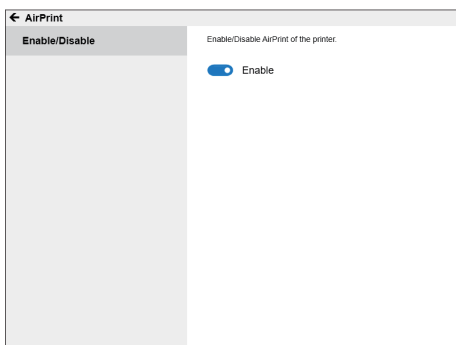 AirPrint
Enable/Disable
Enable/Disable AirPrint of the printer.
Enable